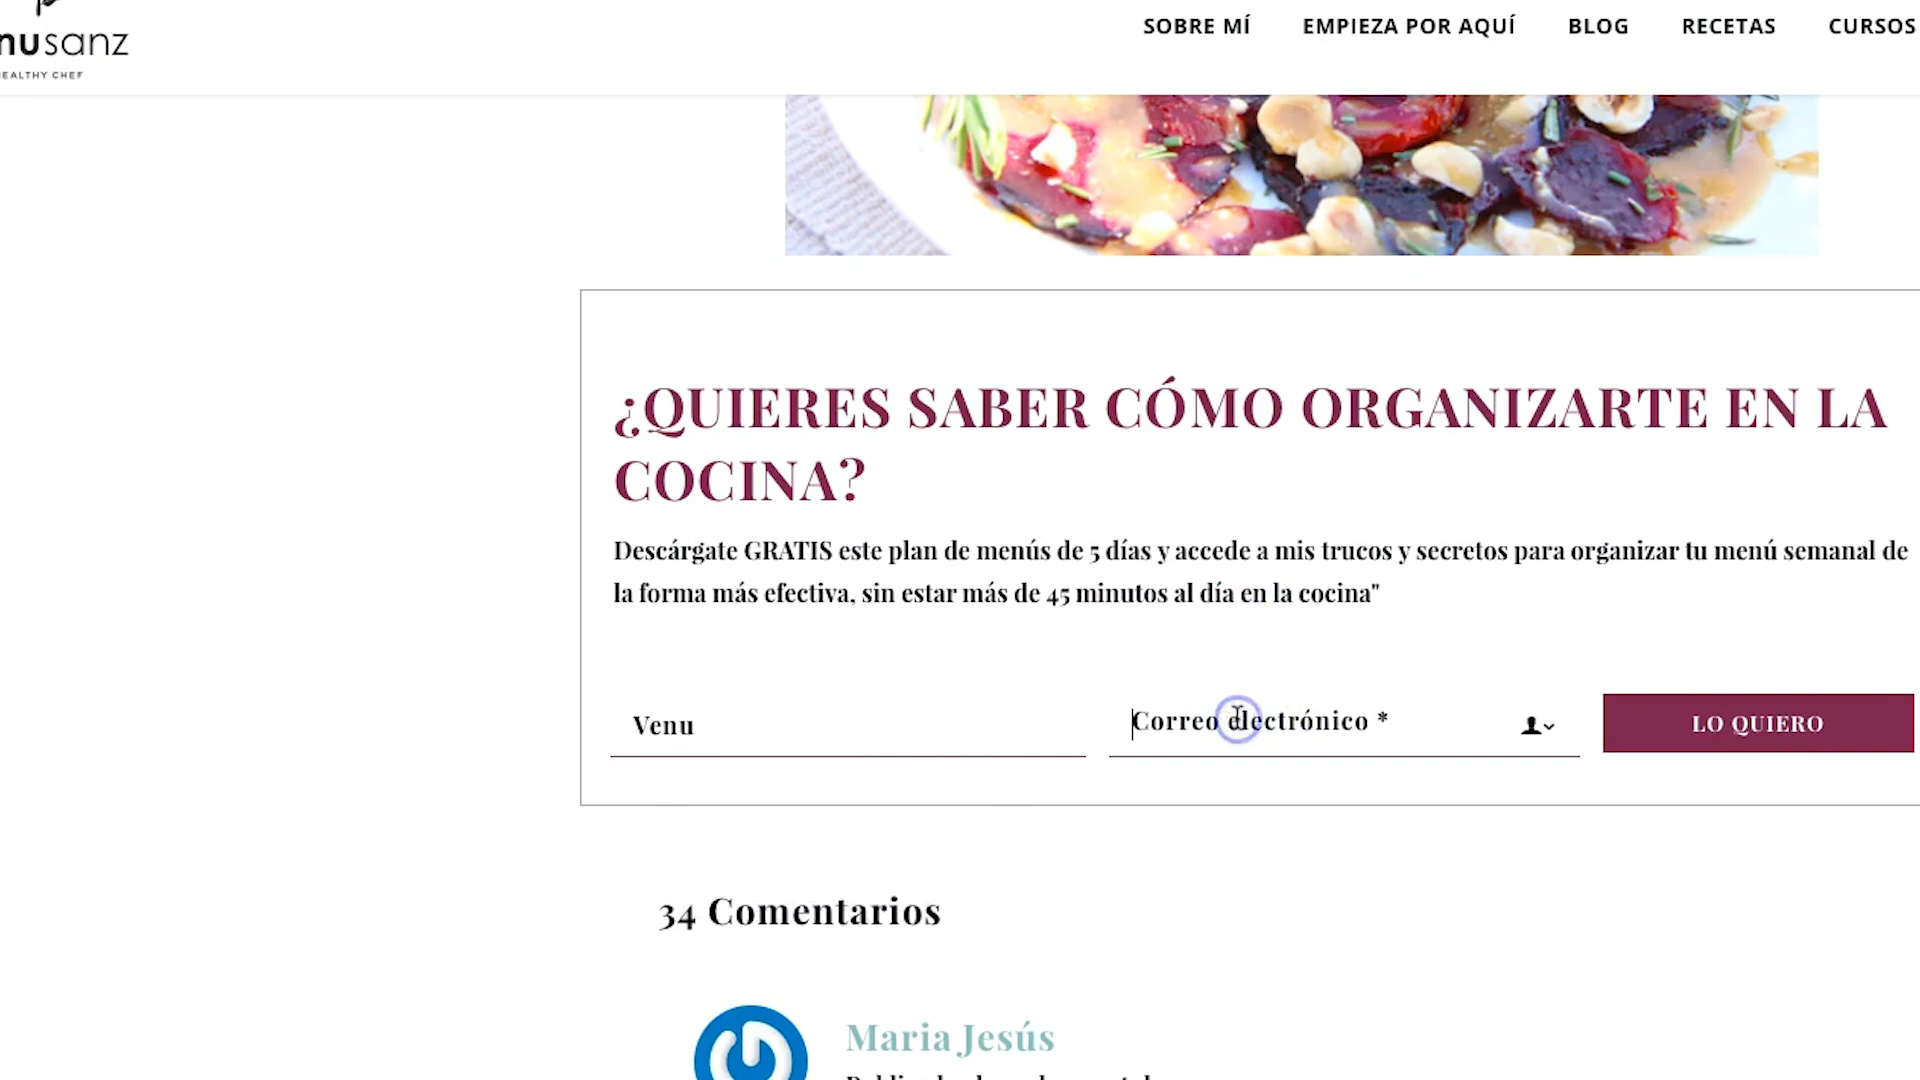 nusanz
HEALTHY CHEF
SOBRE MÍ EMPIEZA POR AQUÍ BLOG RECETAS CURSOS
¿QUIERES SABER CÓMO ORGANIZARTE EN LA
COCINA?
Descárgate GRATIS este plan de menús de 5 días y accede a mis trucos y secretos para organizar tu menú semanal de
la forma más efectiva, sin estar más de 45 minutos al día en la cocina"
Venu
Correo electrónico *
LO QUIERO
34 Comentarios
Maria Jesús